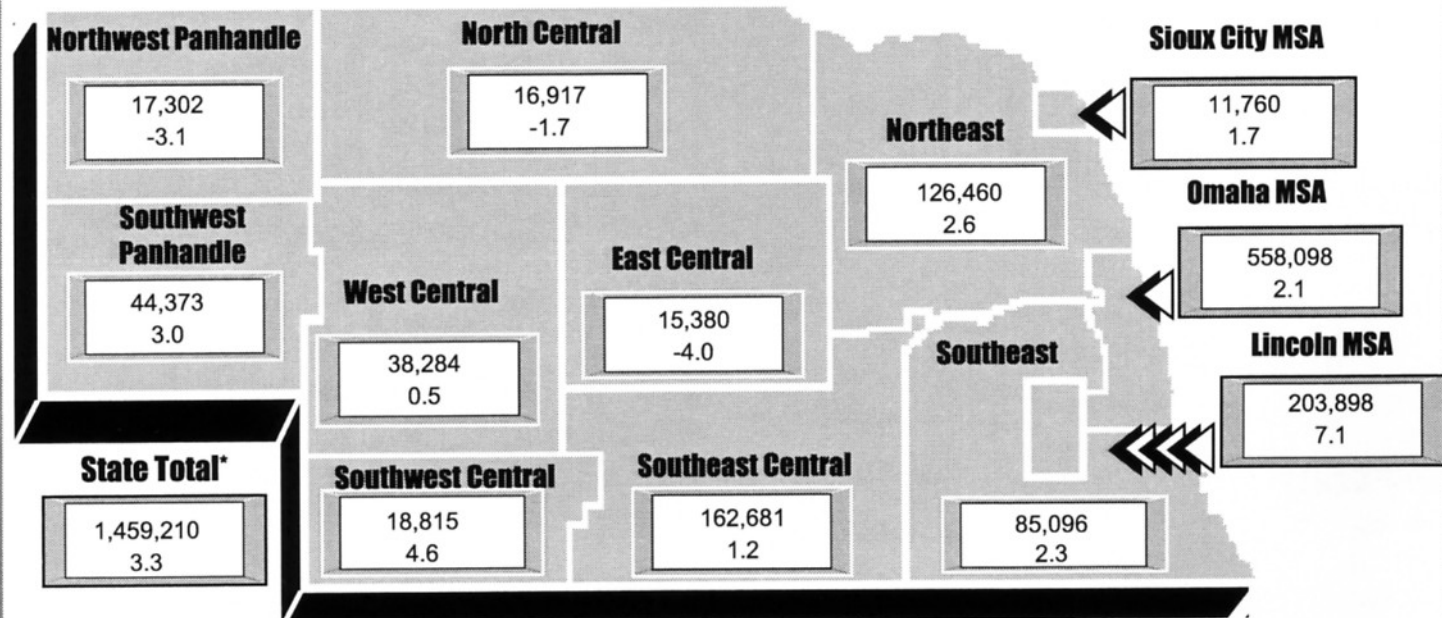 Northwest Panhandle
17,302
-3.1
North Central
16,917
-1.7
Sioux City MSA
11,760
1.7
Northeast
126,460
2.6
Omaha MSA
558,098
2.1
Southwest
Panhandle
44,373
3.0
West Central
38,284
0.5
East Central
15,380
-4.0
Southeast
85,096
2.3
Lincoln MSA
203,898
7.1
State Total*
1,459,210
3.3
Southwest Central
18,815
4.6
Southeast Central
162,681
1.2